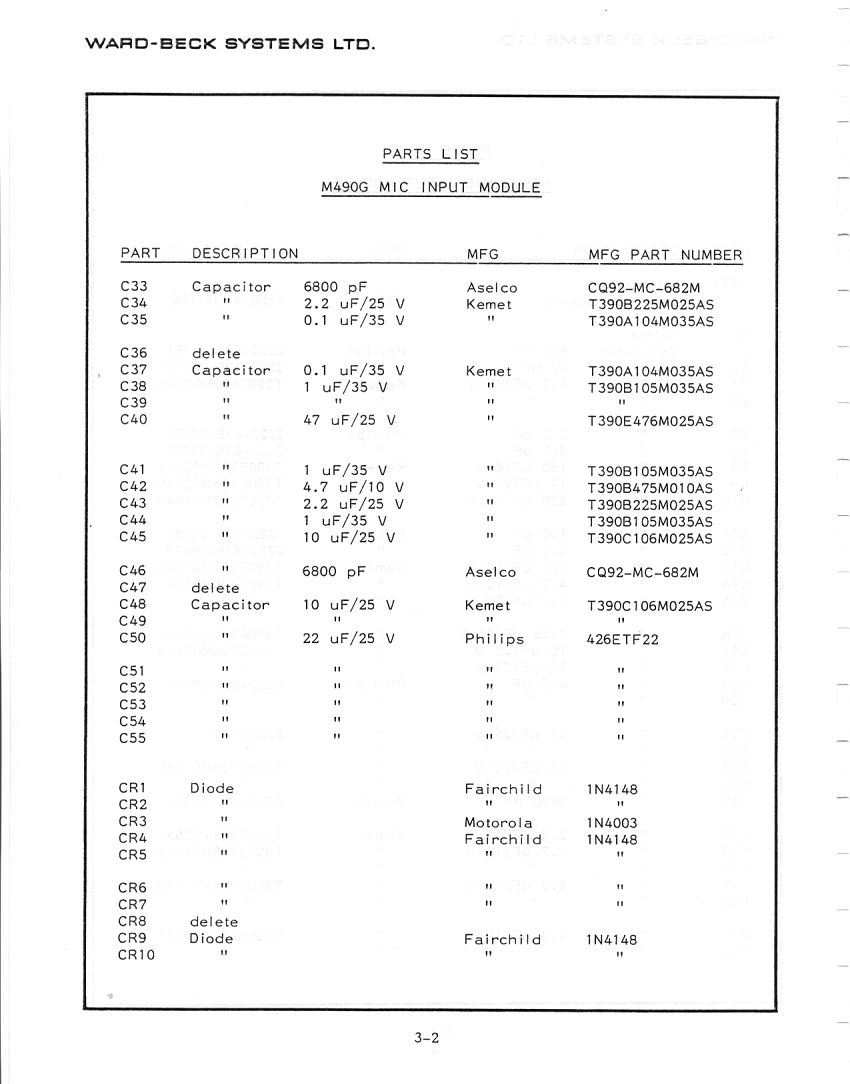 WARD-BECK SYSTEMS LTD.
PARTS LIST
M490G MIC INPUT MODULE
PART DESCRIPTION MFG MFG PART NUMBER
C33 Capacitor 6800 pF Aselco CQ92-MC-682M
C34 " 2.2 uF/25 V Kemet T390B225M025AS
C35 " 0.1 uF/35 V " T390A104M035AS
C36 delete
C37 Capacitor 0.1 uF/35 V Kemet T390A104M035AS
C38 " 1 uF/35 V " T390B105M035AS
C39 " " " "
C40 " 47 uF/25 V " T390E476M025AS
C41 " 1 uF/35 V " T390B105M035AS
C42 " 4.7 uF/10 V " T390B475M010AS
C43 " 2.2 uF/25 V " T390B225M025AS
C44 " 1 uF/35 V " T390B105M035AS
C45 " 10 uF/25 V " T390C106M025AS
C46 " 6800 pF Aselco CQ92-MC-682M
C47 delete
C48 Capacitor 10 uF/25 V Kemet T390C106M025AS
C49 " " " "
C50 " 22 uF/25 V Philips 426ETF22
C51 " " " "
C52 " " " "
C53 " " " "
C54 " " " "
C55 " " " "
CR1 Diode Fairchild 1N4148
CR2 " " "
CR3 " Motorola 1N4003
CR4 " Fairchild 1N4148
CR5 " " "
CR6 " " "
CR7 " " "
CR8 delete
CR9 Diode Fairchild 1N4148
CR10 " " "
3-2